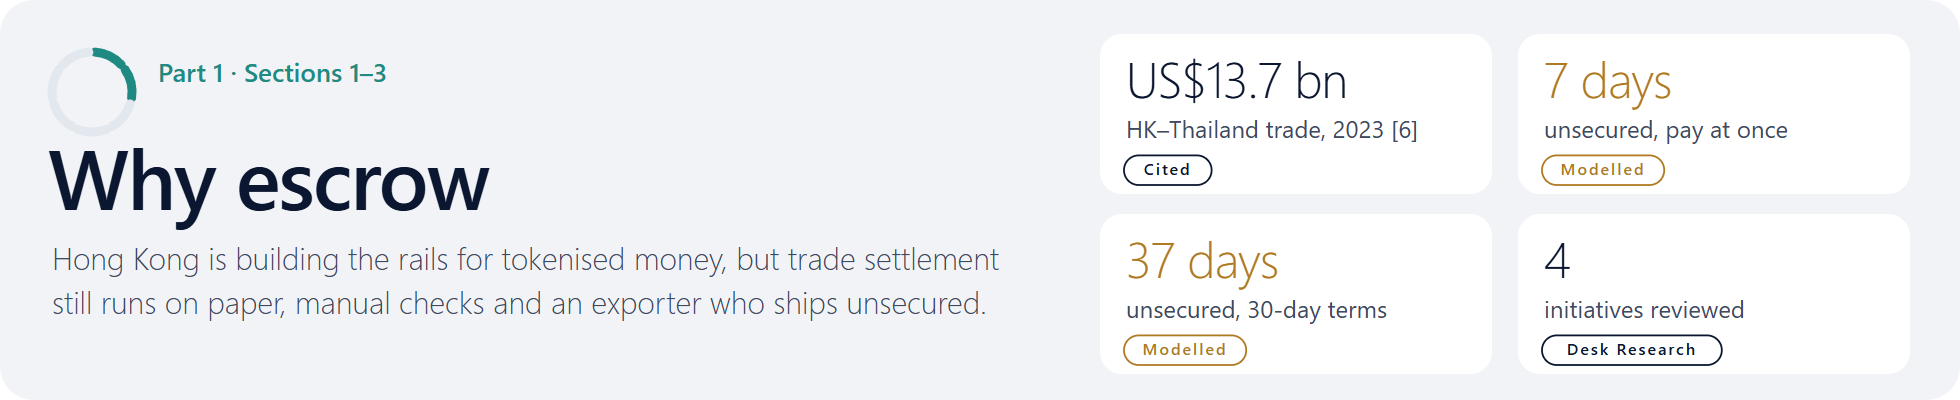 Part 1 · Sections 1–3
Why escrow
Hong Kong is building the rails for tokenised money, but trade settlement
still runs on paper, manual checks and an exporter who ships unsecured.
US$13.7 bn
HK–Thailand trade, 2023 [6]
Cited
7 days
unsecured, pay at once
Modelled
37 days
unsecured, 30-day terms
Modelled
4
initiatives reviewed
Desk Research